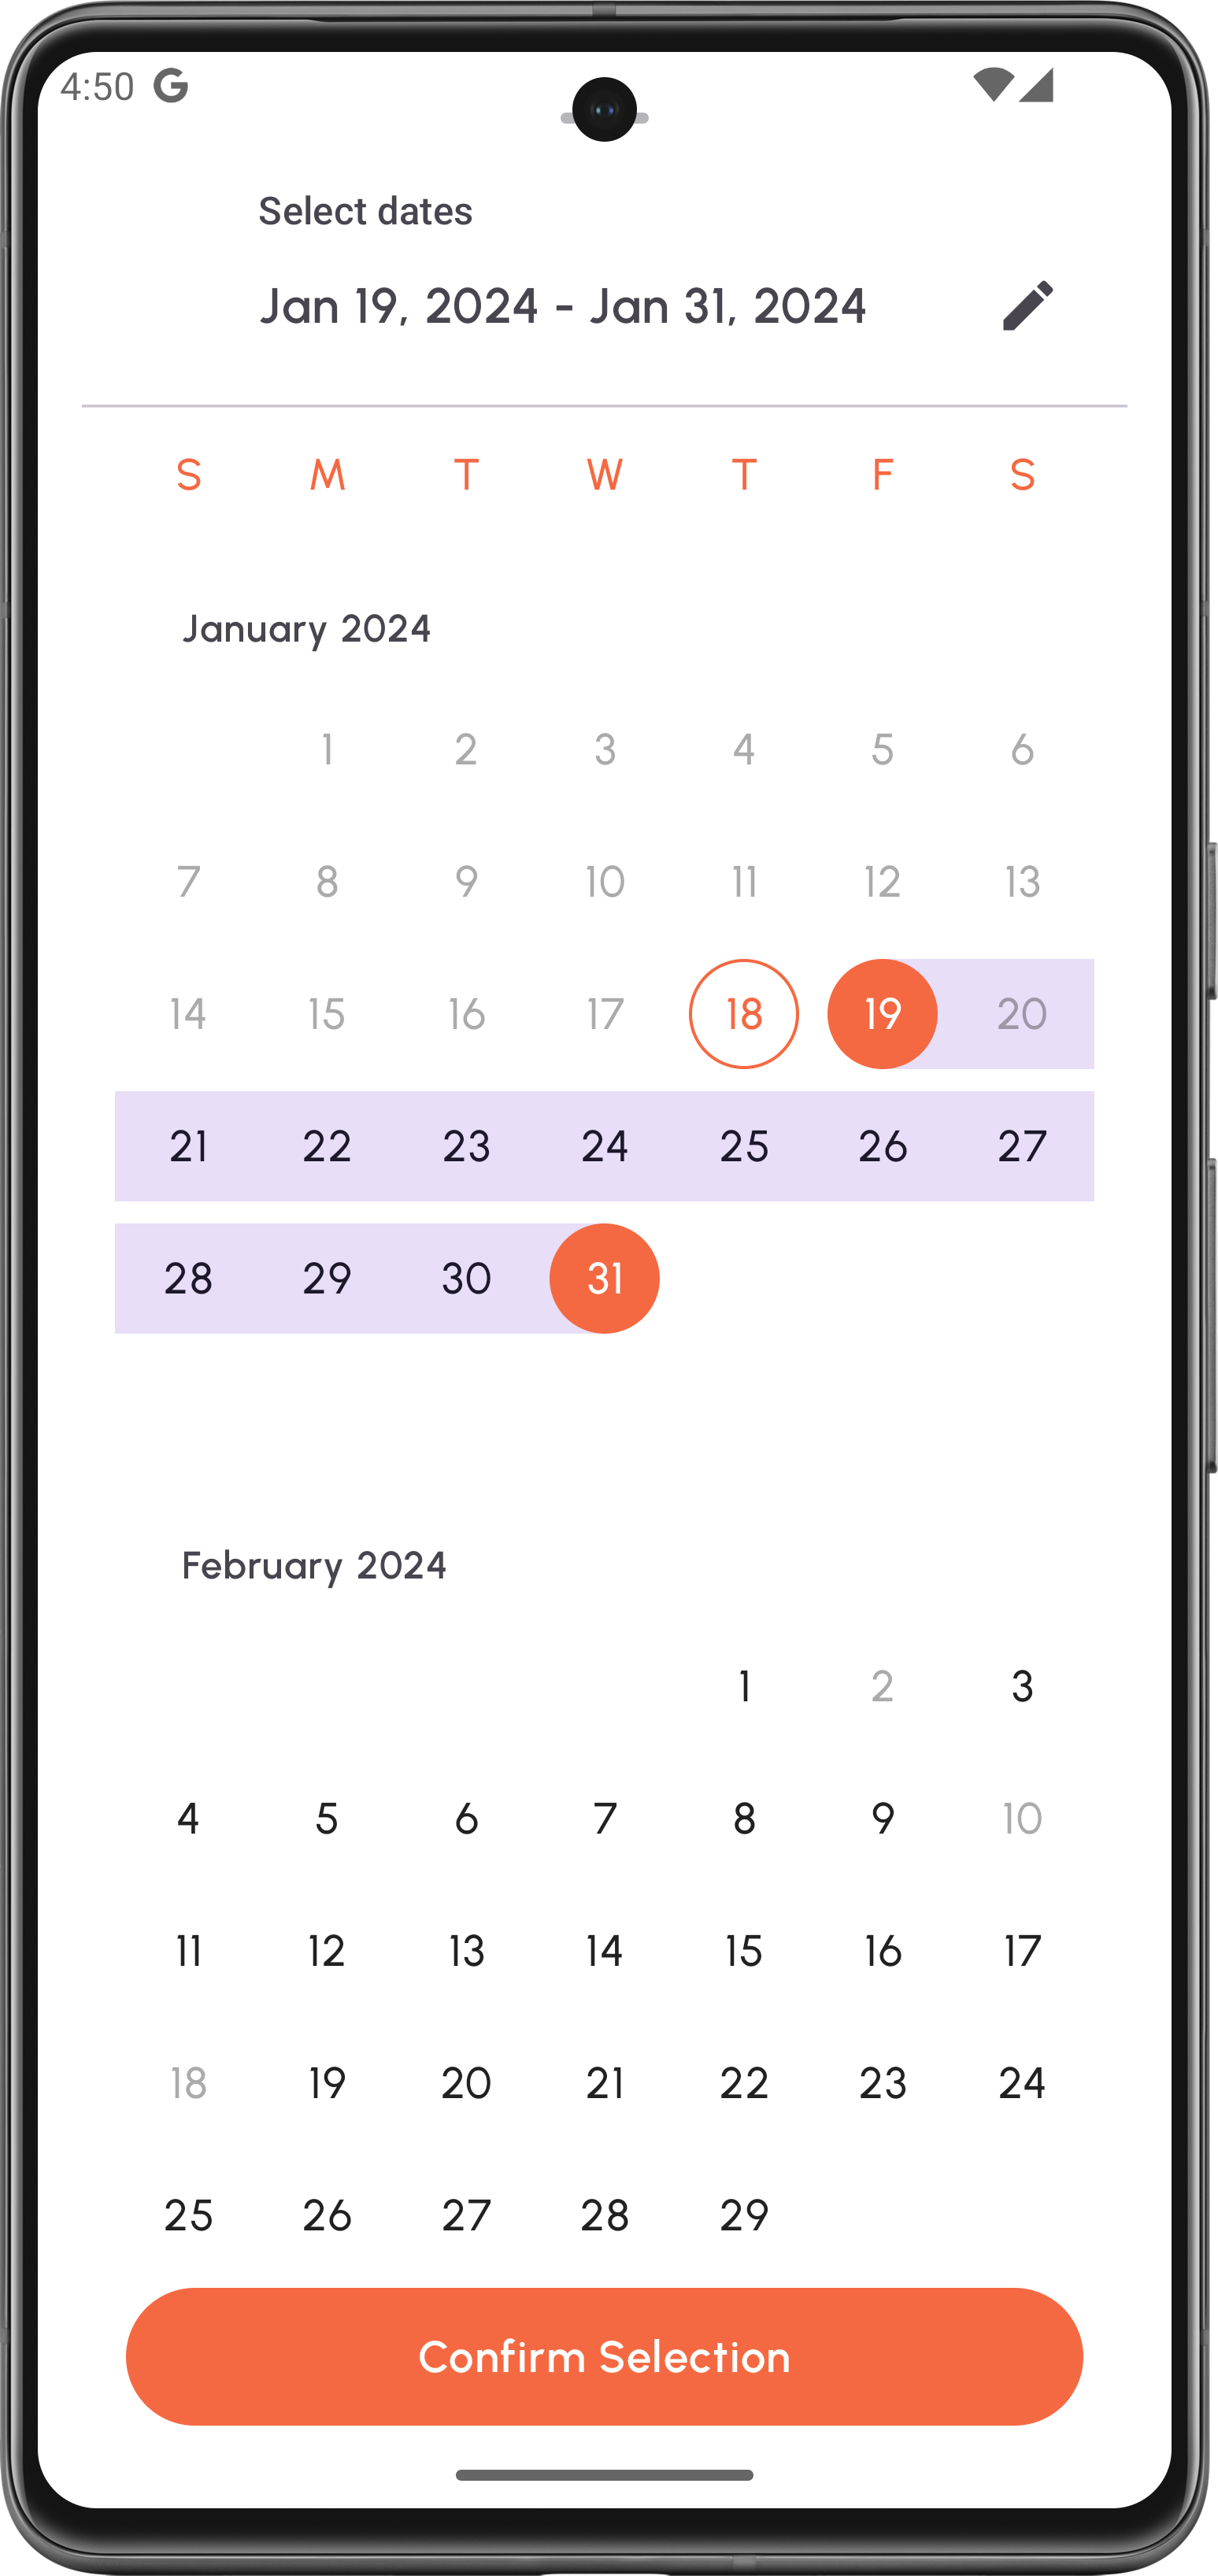 4:50 G
Select dates
Jan 19, 2024 - Jan 31, 2024
S M T W T F S
January 2024
1 2 3 4 5 6
7 8 9 10 11 12 13
14 15 16 17 18 19 20
21 22 23 24 25 26 27
28 29 30 31
February 2024
1 2 3
4 5 6 7 8 9 10
11 12 13 14 15 16 17
18 19 20 21 22 23 24
25 26 27 28 29
Confirm Selection